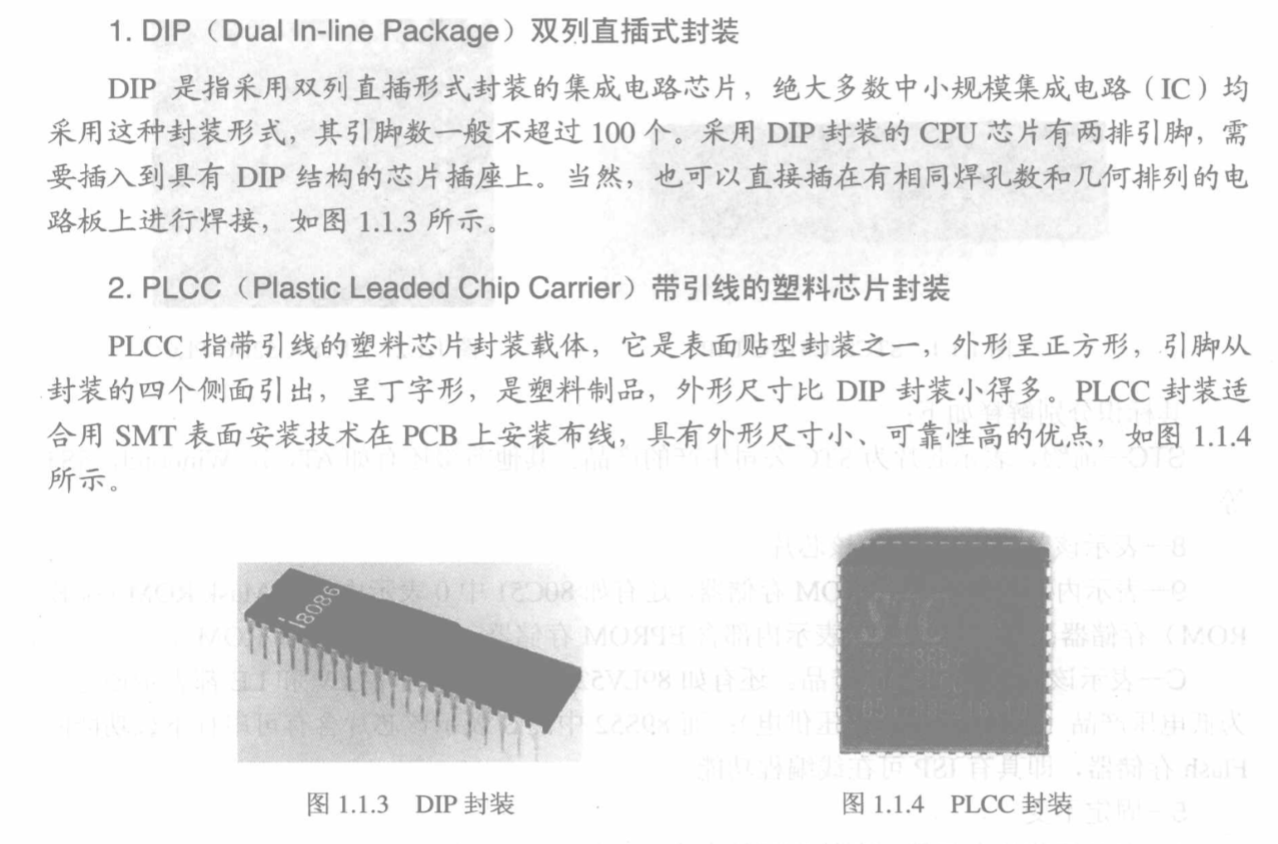 1. DIP（Dual In-line Package）双列直插式封装
DIP 是指采用双列直插形式封装的集成电路芯片，绝大多数中小规模集成电路（IC）均
采用这种封装形式，其引脚数一般不超过 100 个。采用 DIP 封装的 CPU 芯片有两排引脚，需
要插入到具有 DIP 结构的芯片插座上。当然，也可以直接插在有相同焊孔数和几何排列的电
路板上进行焊接，如图 1.1.3 所示。
2. PLCC（Plastic Leaded Chip Carrier）带引线的塑料芯片封装
PLCC 指带引线的塑料芯片封装载体，它是表面贴型封装之一，外形呈正方形，引脚从
封装的四个侧面引出，呈丁字形，是塑料制品，外形尺寸比 DIP 封装小得多。PLCC 封装适
合用 SMT 表面安装技术在 PCB 上安装布线，具有外形尺寸小、可靠性高的优点，如图 1.1.4
所示。
i8086
图 1.1.3 DIP 封装
图 1.1.4 PLCC 封装